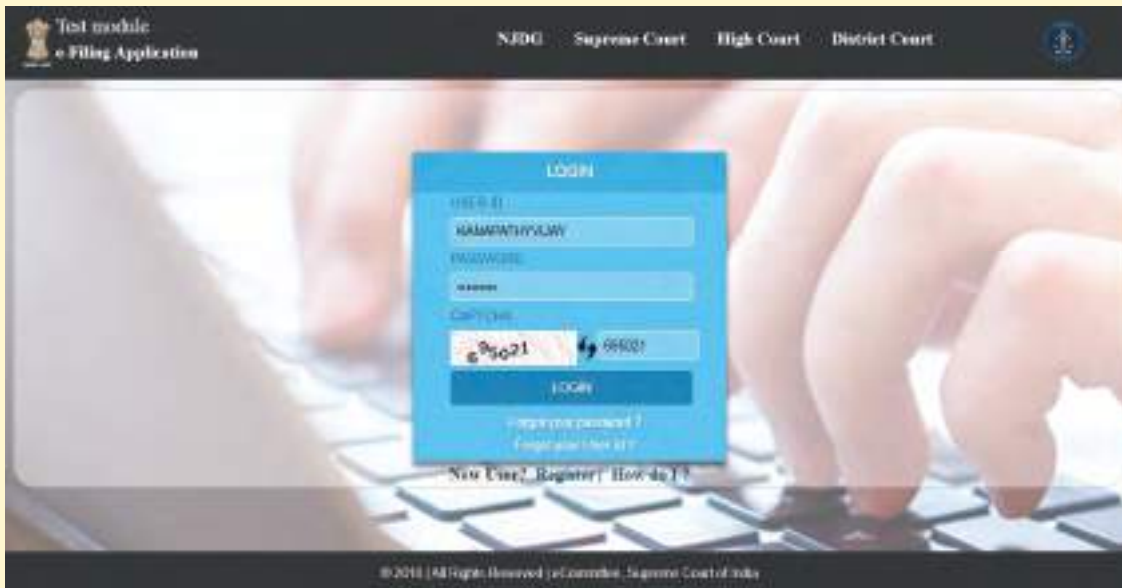 Test module
e-Filing Application
NJDG Supreme Court High Court District Court
LOGIN
USER ID
PASSWORD
CAPTCHA
695021
LOGIN
Forgot your password ?
Forgot your User Id ?
New User? Register| How do I ?
© 2018 | All Rights Reserved | eCommittee, Supreme Court of India